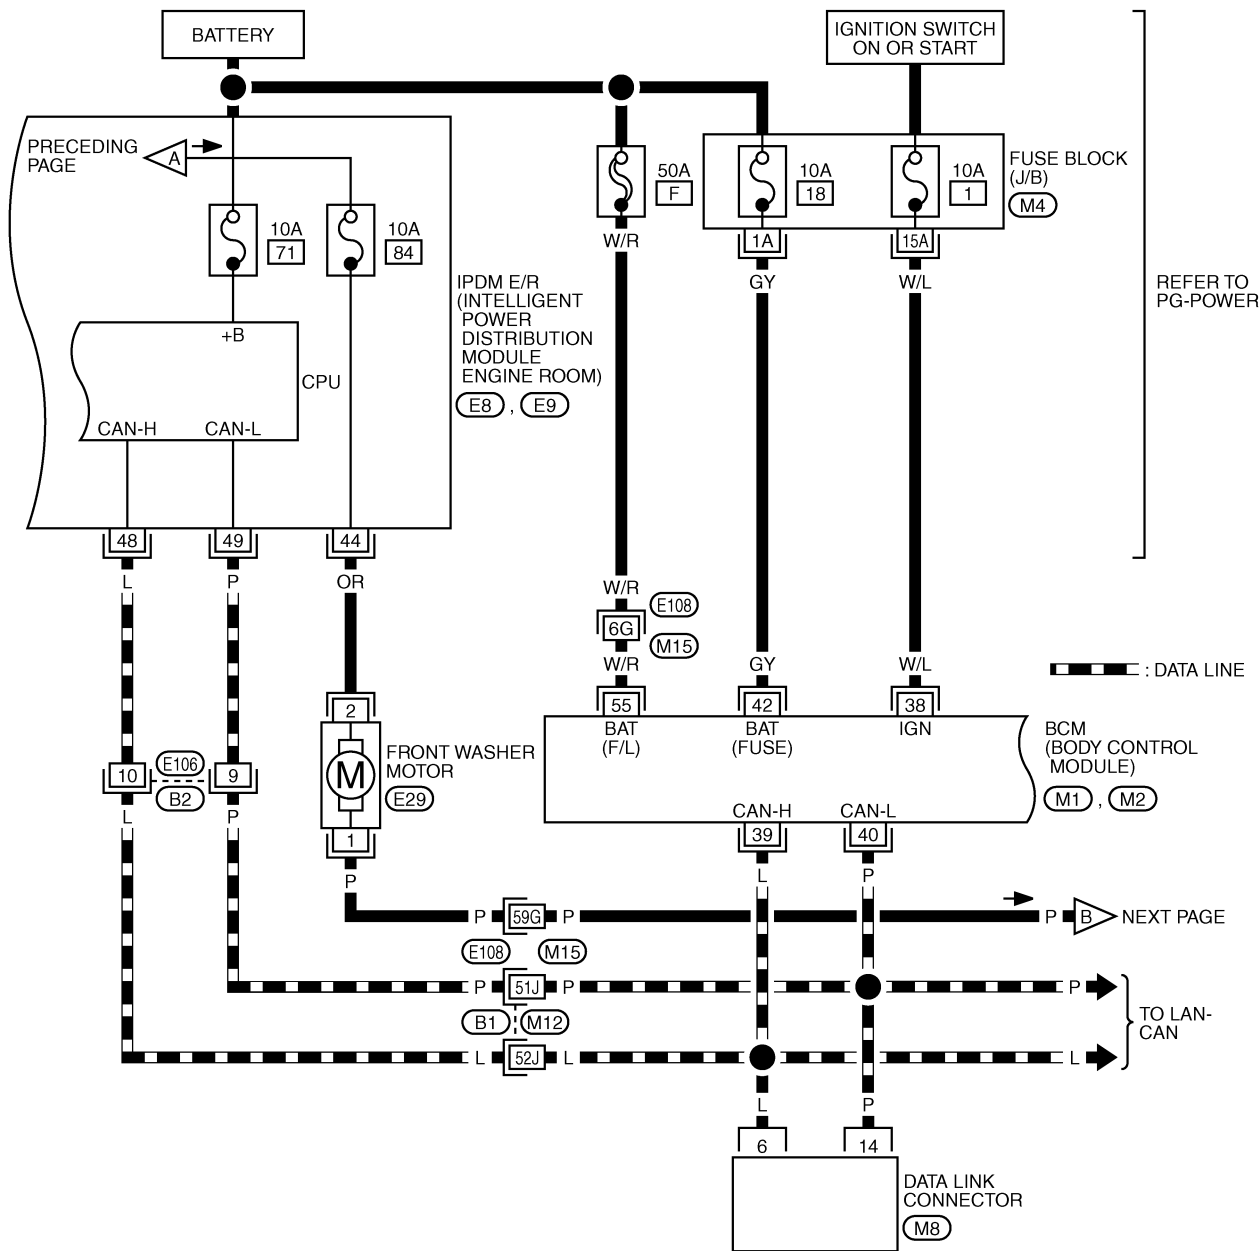 BATTERY
IGNITION SWITCH
ON OR START
PRECEDING
PAGE
A
10A
71
10A
84
50A
F
10A
18
10A
1
FUSE BLOCK
(J/B)
M4
1A
15A
W/R
GY
W/L
REFER TO
PG-POWER
IPDM E/R
(INTELLIGENT
POWER
DISTRIBUTION
MODULE
ENGINE ROOM)
E8 , E9
+B
CPU
CAN-H
CAN-L
48
49
44
L
P
OR
W/R
6G
E108
M15
W/R
GY
W/L
: DATA LINE
55
42
38
BAT
(F/L)
BAT
(FUSE)
IGN
BCM
(BODY CONTROL
MODULE)
M1 , M2
CAN-H
CAN-L
39
40
L
P
2
M
FRONT WASHER
MOTOR
E29
1
P
10
E106
B2
9
L
P
P
59G
P
P
B
NEXT PAGE
E108
M15
P
51J
P
P
B1
M12
L
52J
L
L
TO LAN-
CAN
L
P
6
14
DATA LINK
CONNECTOR
M8